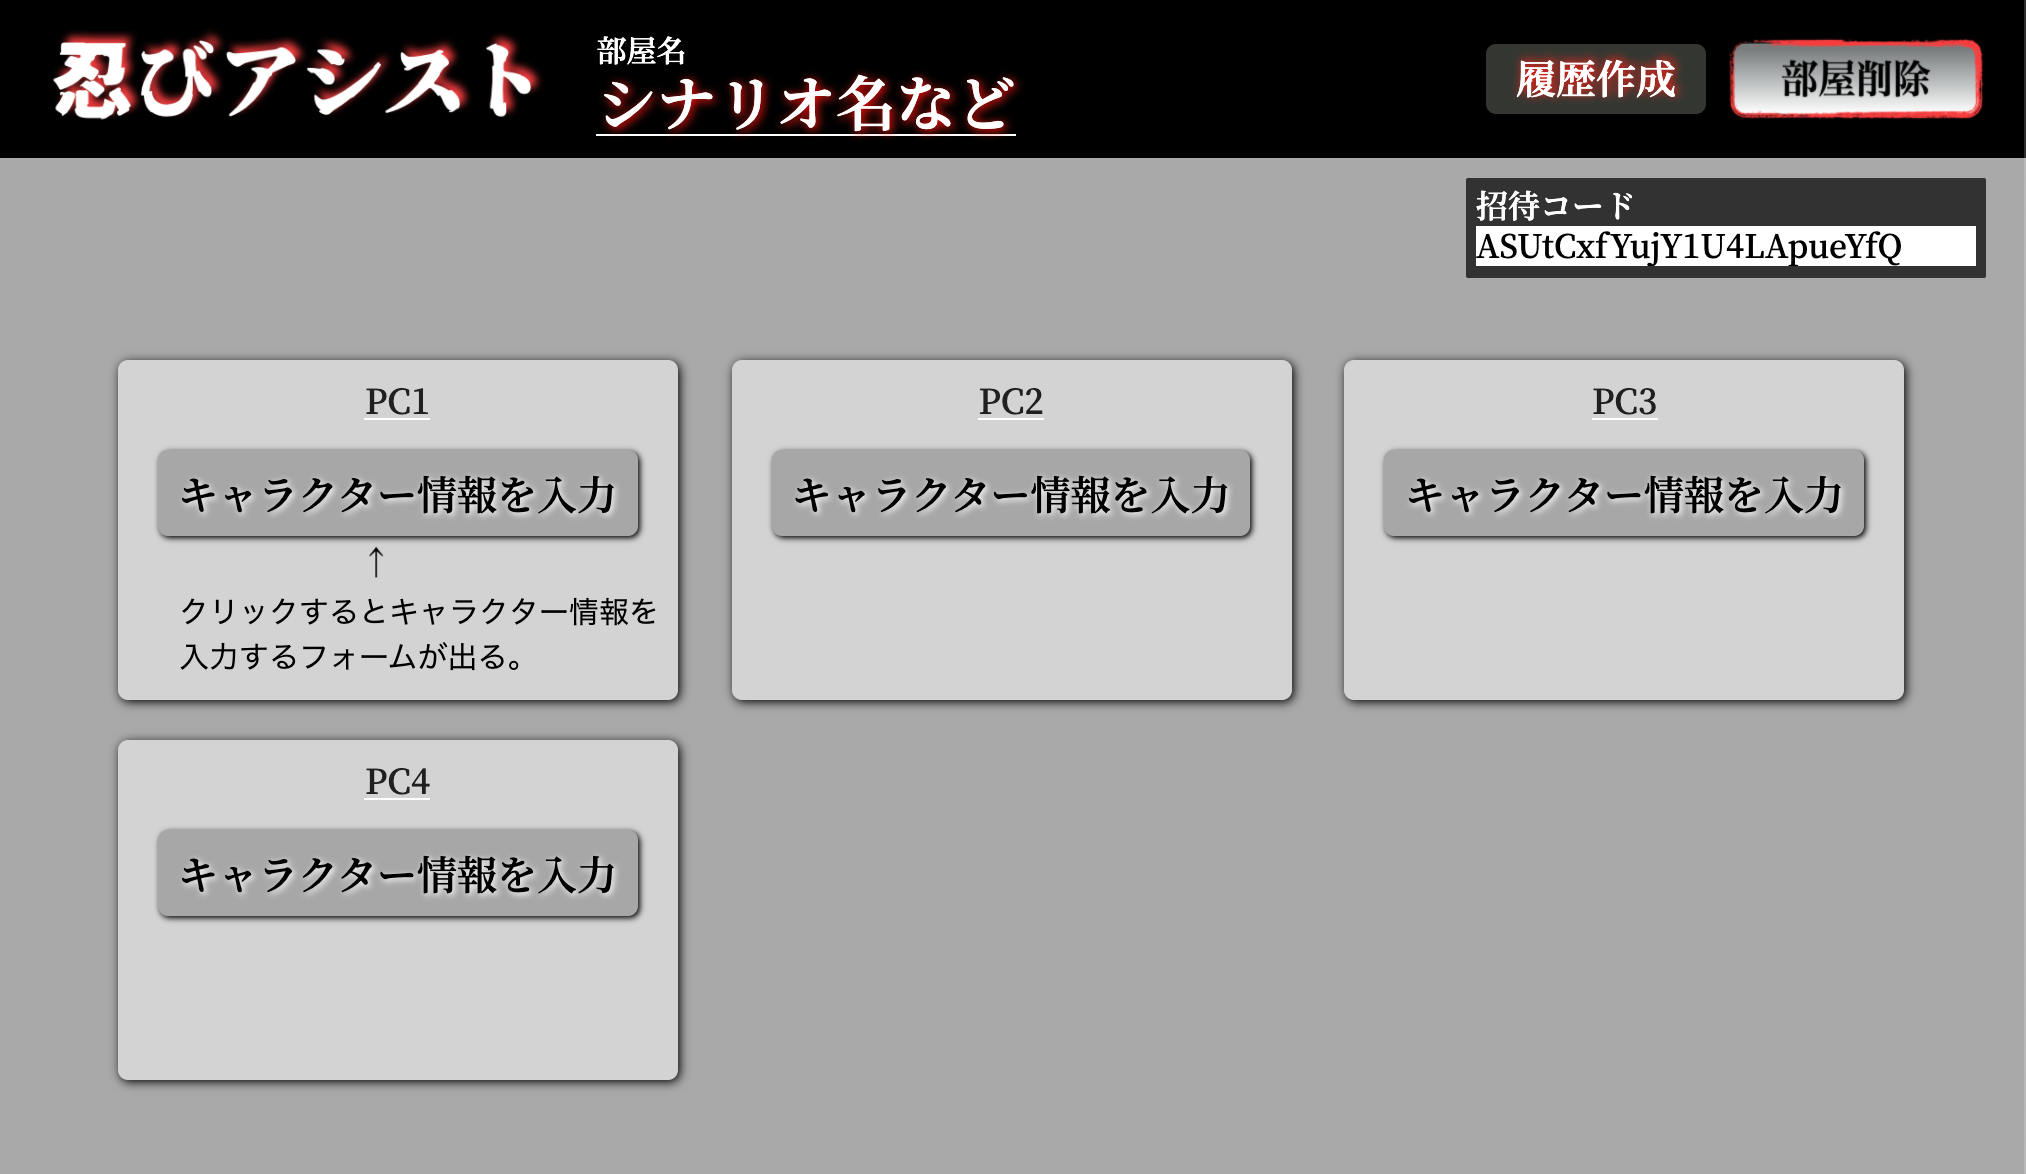 忍びアシスト
部屋名
シナリオ名など
履歴作成
部屋削除
招待コード
ASUtCxfYujY1U4LApueYfQ
PC1
キャラクター情報を入力
↑
クリックするとキャラクター情報を
入力するフォームが出る。
PC2
キャラクター情報を入力
PC3
キャラクター情報を入力
PC4
キャラクター情報を入力